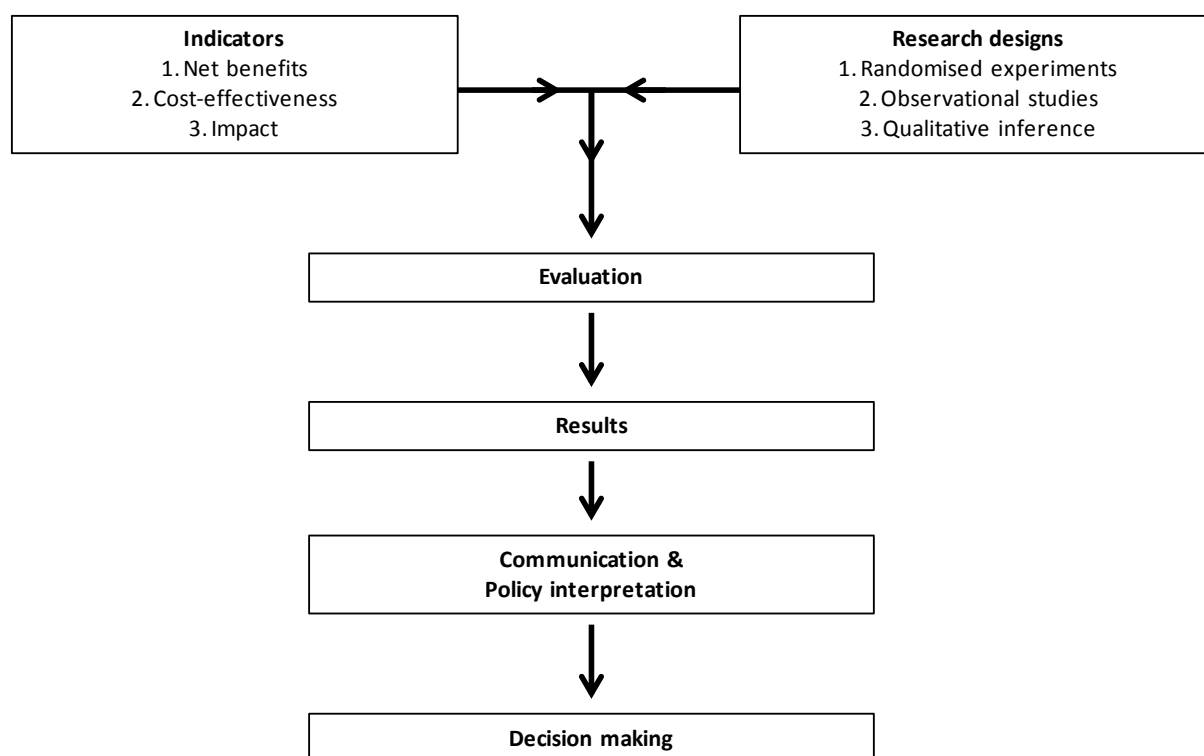 Indicators
1. Net benefits
2. Cost-effectiveness
3. Impact
Research designs
1. Randomised experiments
2. Observational studies
3. Qualitative inference
Evaluation
Results
Communication &
Policy interpretation
Decision making